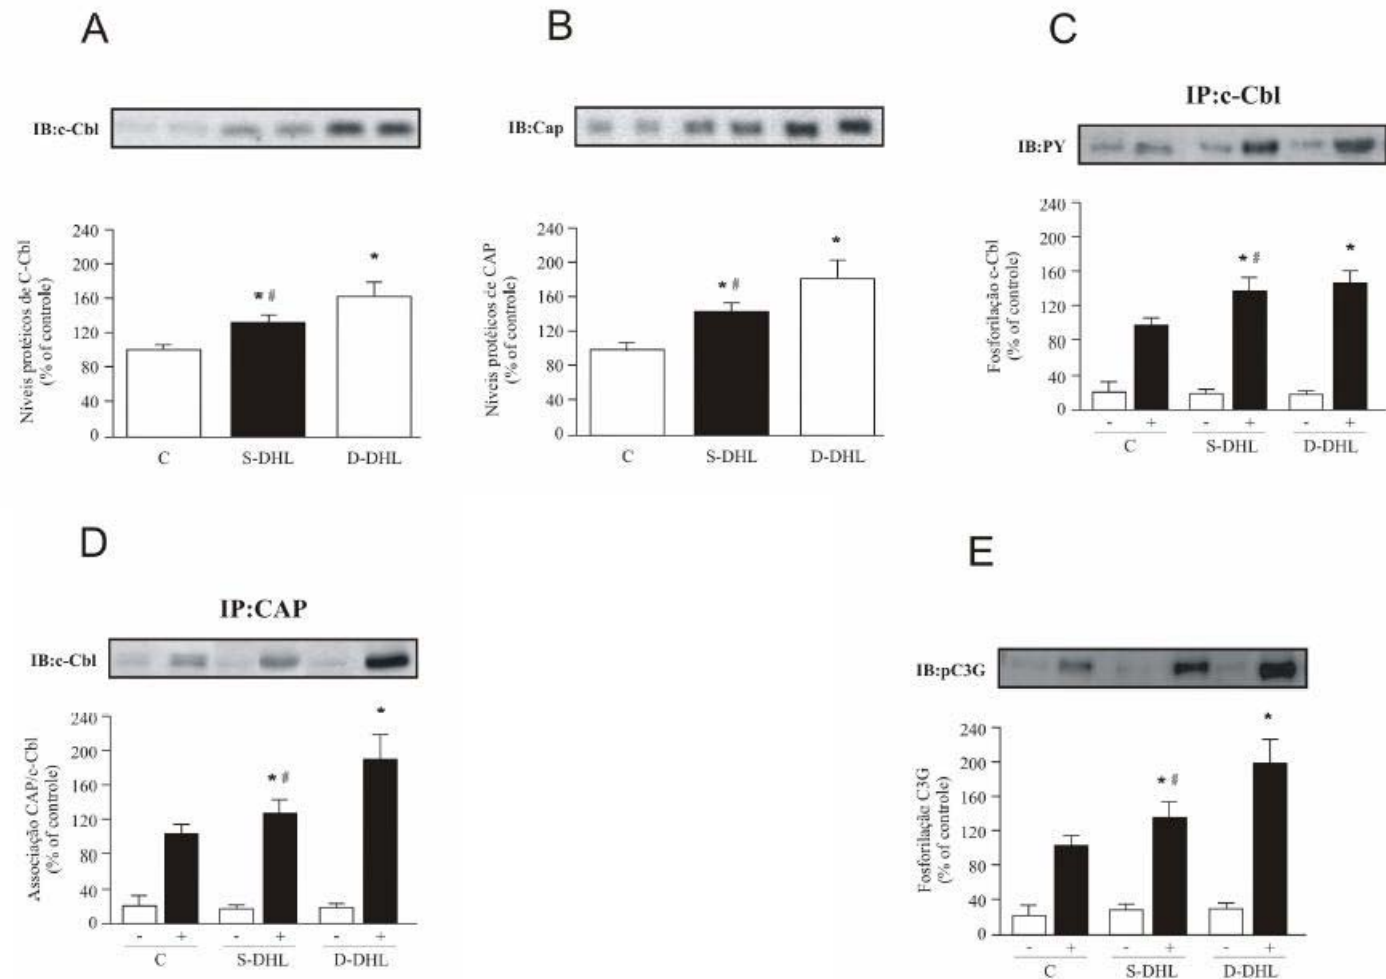 A
IB:c-Cbl
Níveis protéicos de C-Cbl
(% of controle)
240
200
160
120
80
40
0
* #
*
C S-DHL D-DHL
B
IB:Cap
Níveis protéicos de CAP
(% of controle)
240
200
160
120
80
40
0
* #
*
C S-DHL D-DHL
C
IP:c-Cbl
IB:PY
Fosforilação c-Cbl
(% of controle)
240
200
160
120
80
40
0
* #
*
- + - + - +
C S-DHL D-DHL
D
IP:CAP
IB:c-Cbl
Associação CAP/c-Cbl
(% of controle)
240
200
160
120
80
40
0
* #
*
- + - + - +
C S-DHL D-DHL
E
IB:pC3G
Fosforilação C3G
(% of controle)
240
200
160
120
80
40
0
* #
*
- + - + - +
C S-DHL D-DHL